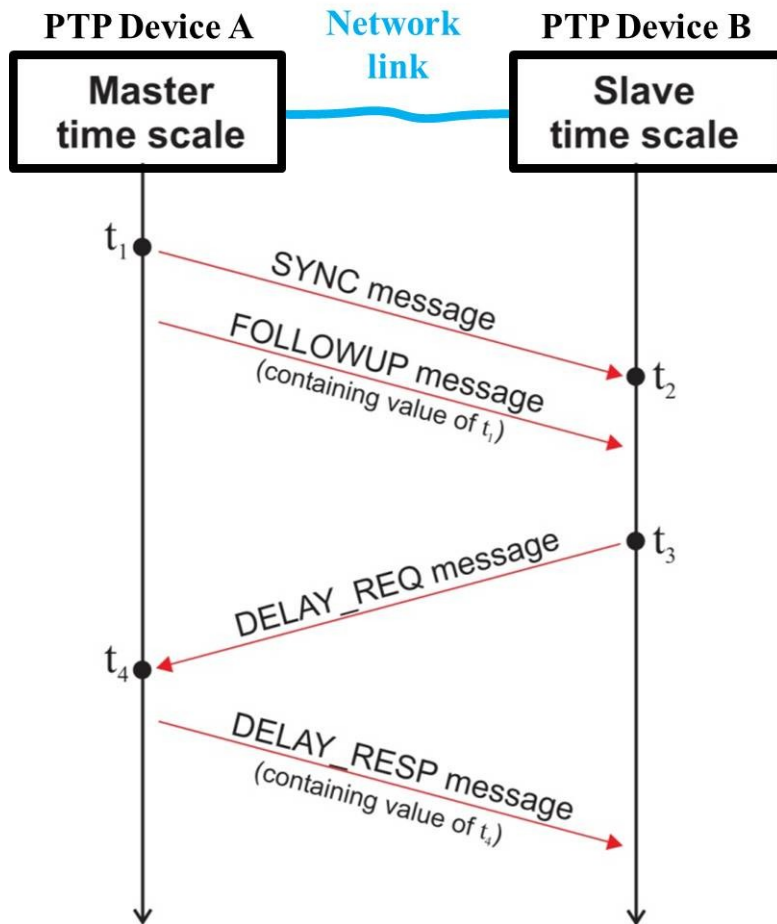 PTP Device A
Network
link
PTP Device B
Master
time scale
Slave
time scale
t₁
SYNC message
FOLLOWUP message
(containing value of t₁)
t₂
t₃
DELAY_REQ message
t₄
DELAY_RESP message
(containing value of t₄)